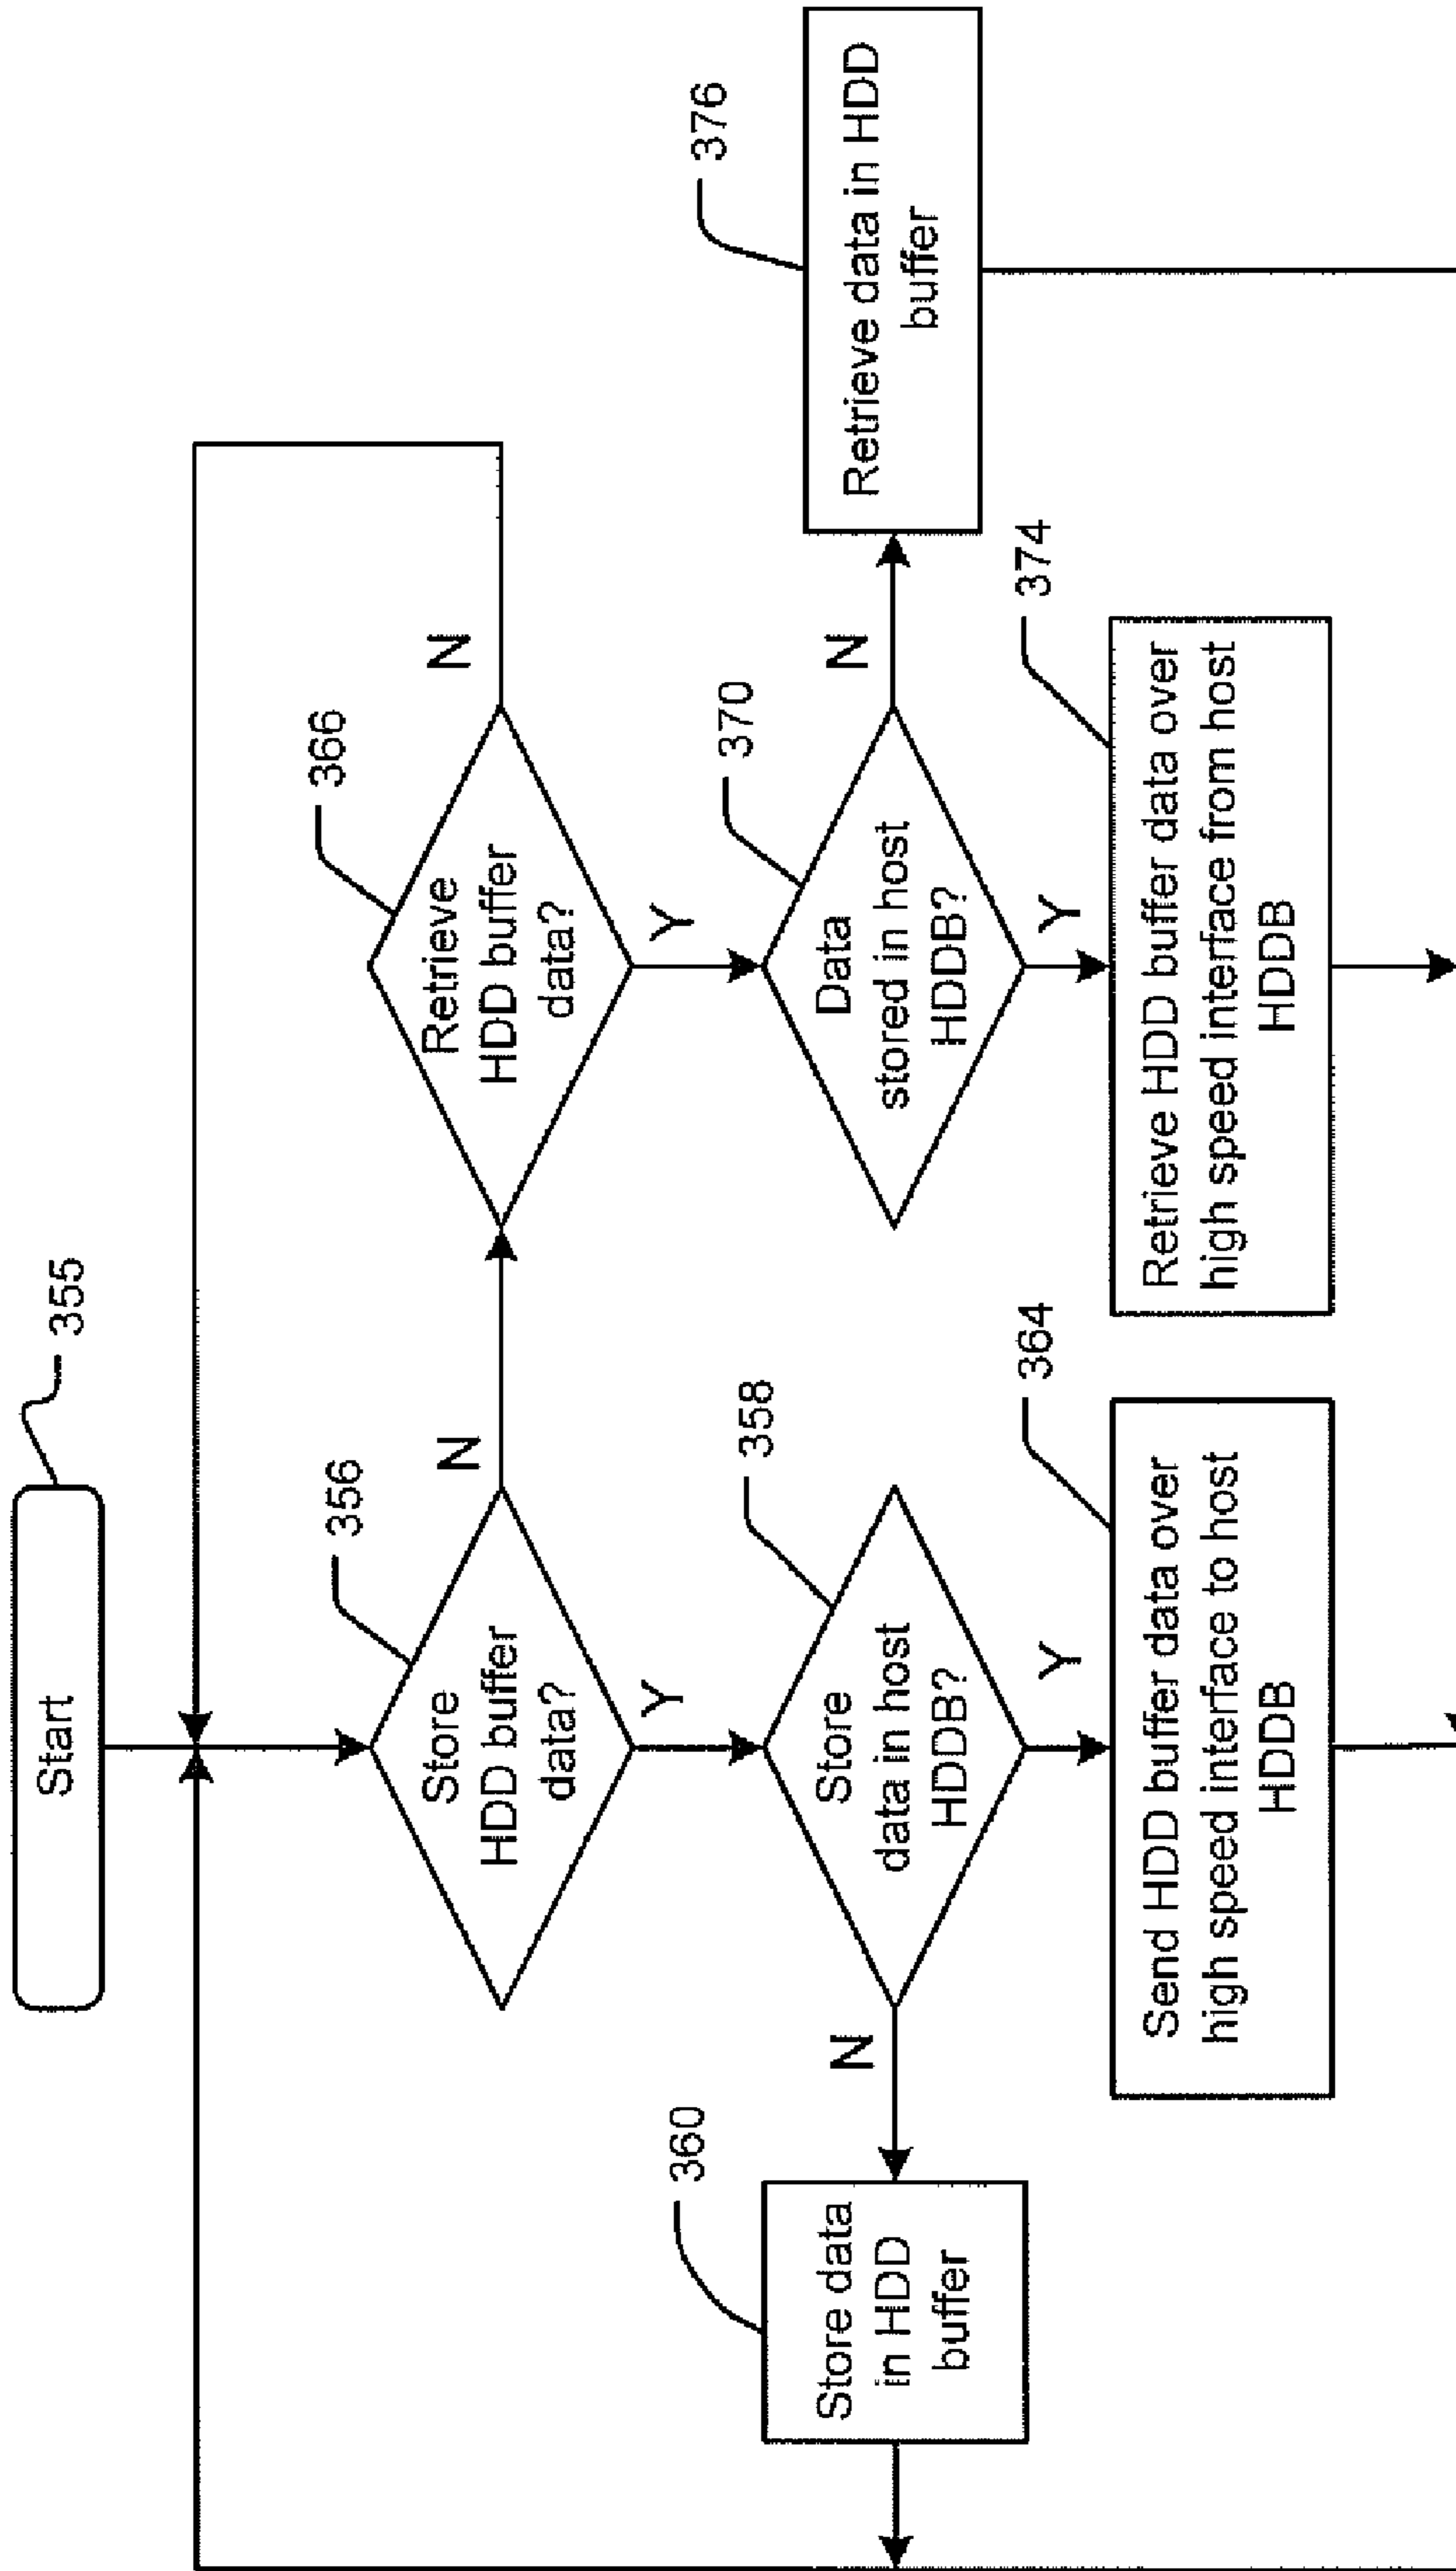 Start
355
Store
HDD buffer
data?
356
N
Y
Retrieve
HDD buffer
data?
366
N
Y
Store data
in HDD
buffer
360
N
Store
data in host
HDDB?
358
Y
Data
stored in host
HDDB?
370
N
Y
Retrieve data in HDD
buffer
376
Send HDD buffer data over
high speed interface to host
HDDB
364
Retrieve HDD buffer data over
high speed interface from host
HDDB
374